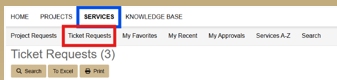 HOME PROJECTS SERVICES KNOWLEDGE BASE
Project Requests Ticket Requests My Favorites My Recent My Approvals Services A-Z Search
Ticket Requests (3)
Search To Excel Print